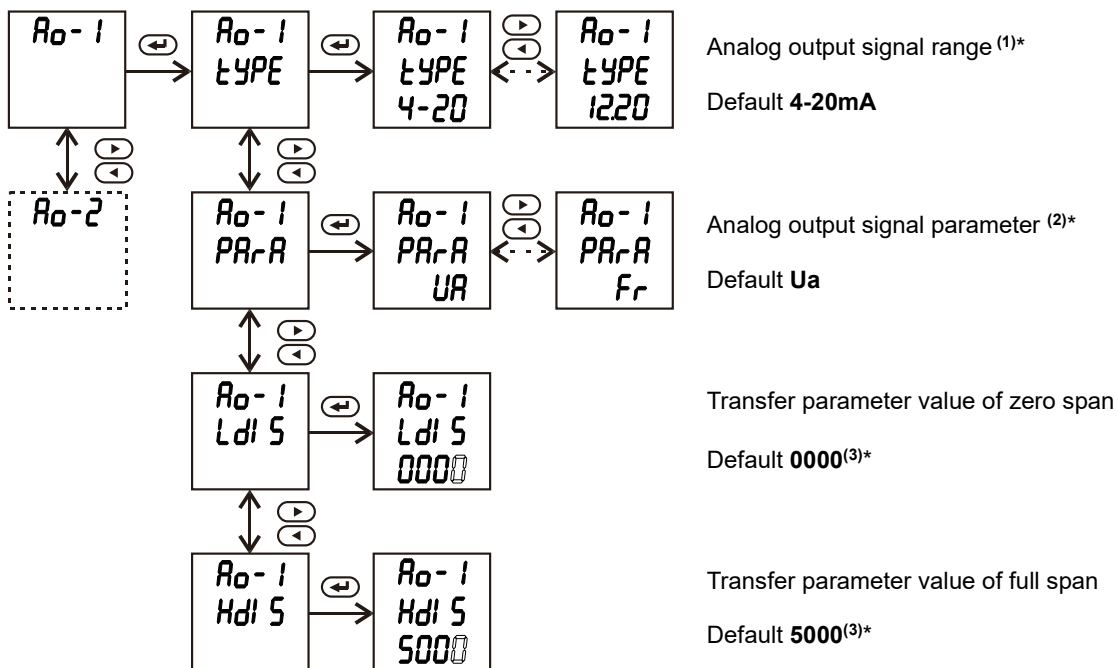 Ao-1
Ao-1
tYPE
Ao-1
tYPE
4-20
Ao-1
tYPE
12.20
Analog output signal range (1)*
Default 4-20mA
Ao-2
Ao-1
PArA
Ao-1
PArA
UA
Ao-1
PArA
Fr
Analog output signal parameter (2)*
Default Ua
Ao-1
LdIS
Ao-1
LdIS
0000
Transfer parameter value of zero span
Default 0000(3)*
Ao-1
HdIS
Ao-1
HdIS
5000
Transfer parameter value of full span
Default 5000(3)*